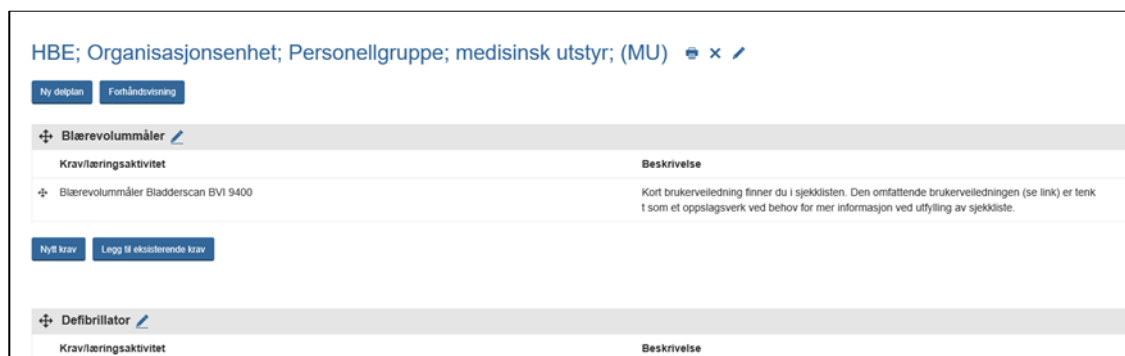 HBE; Organisasjonsenhet; Personellgruppe; medisinsk utstyr; (MU)
Ny delplan Forhåndsvisning
Blærevolummåler
Krav/læringsaktivitet Beskrivelse
Blærevolummåler Bladderscan BVI 9400 Kort brukerveiledning finner du i sjekklisten. Den omfattende brukerveiledningen (se link) er tenk
t som et oppslagsverk ved behov for mer informasjon ved utfylling av sjekkliste.
Nytt krav Legg til eksisterende krav
Defibrillator
Krav/læringsaktivitet Beskrivelse